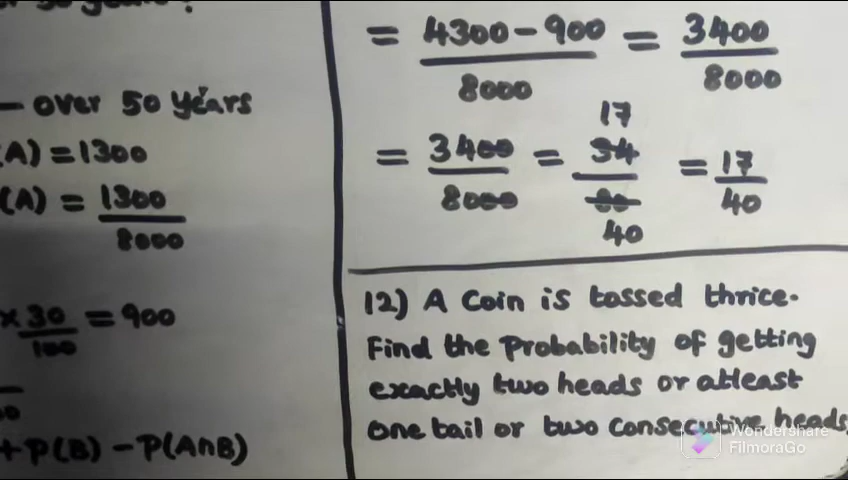 - over 50 years
(A) = 1300
(A) = 1300
8000
× 30 = 900
100
+ P(B) - P(A∩B)
= 4300 - 900 = 3400
8000 8000
17
= 3400 = 34 = 17
8000 80 40
40
12) A Coin is tossed thrice.
Find the Probability of getting
exactly two heads or atleast
one tail or two consecutive heads
Wondershare
FilmoraGo